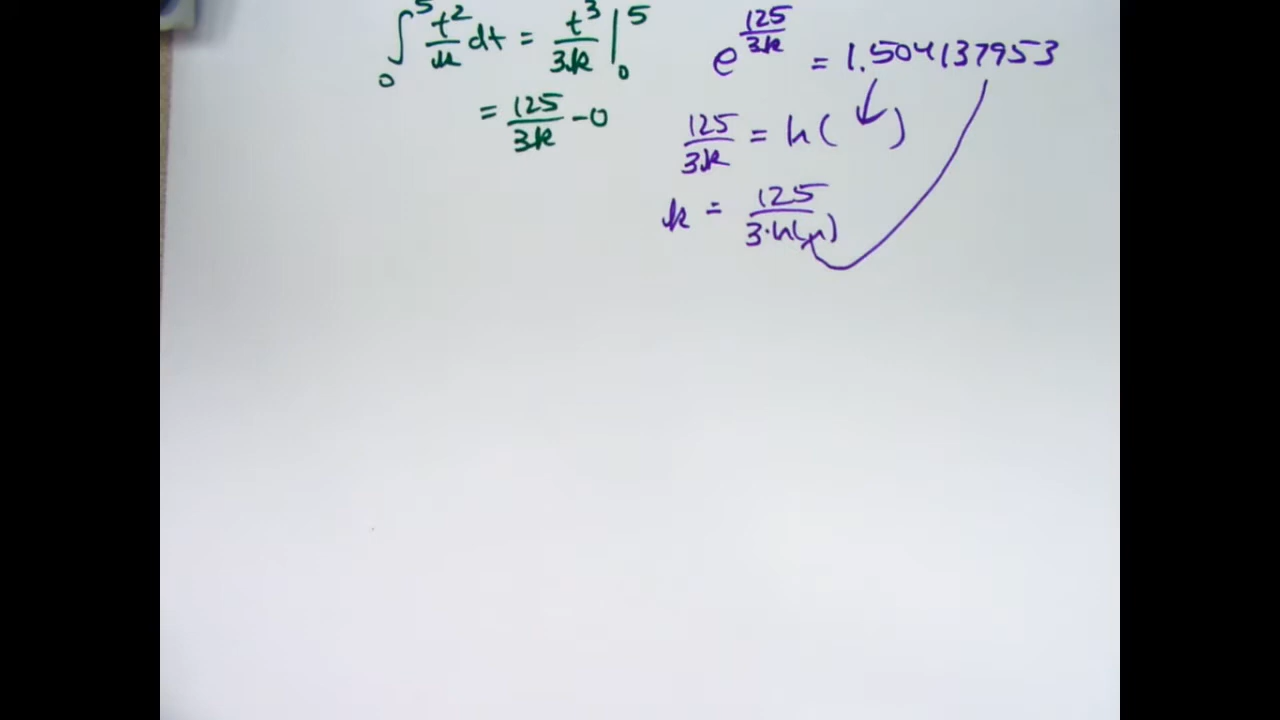 ∫₀⁵ t²/k dt = t³/3k |₀⁵
= 125/3k - 0
e^(125/3k) = 1.504137953
125/3k = ln( )
k = 125/3·ln( )